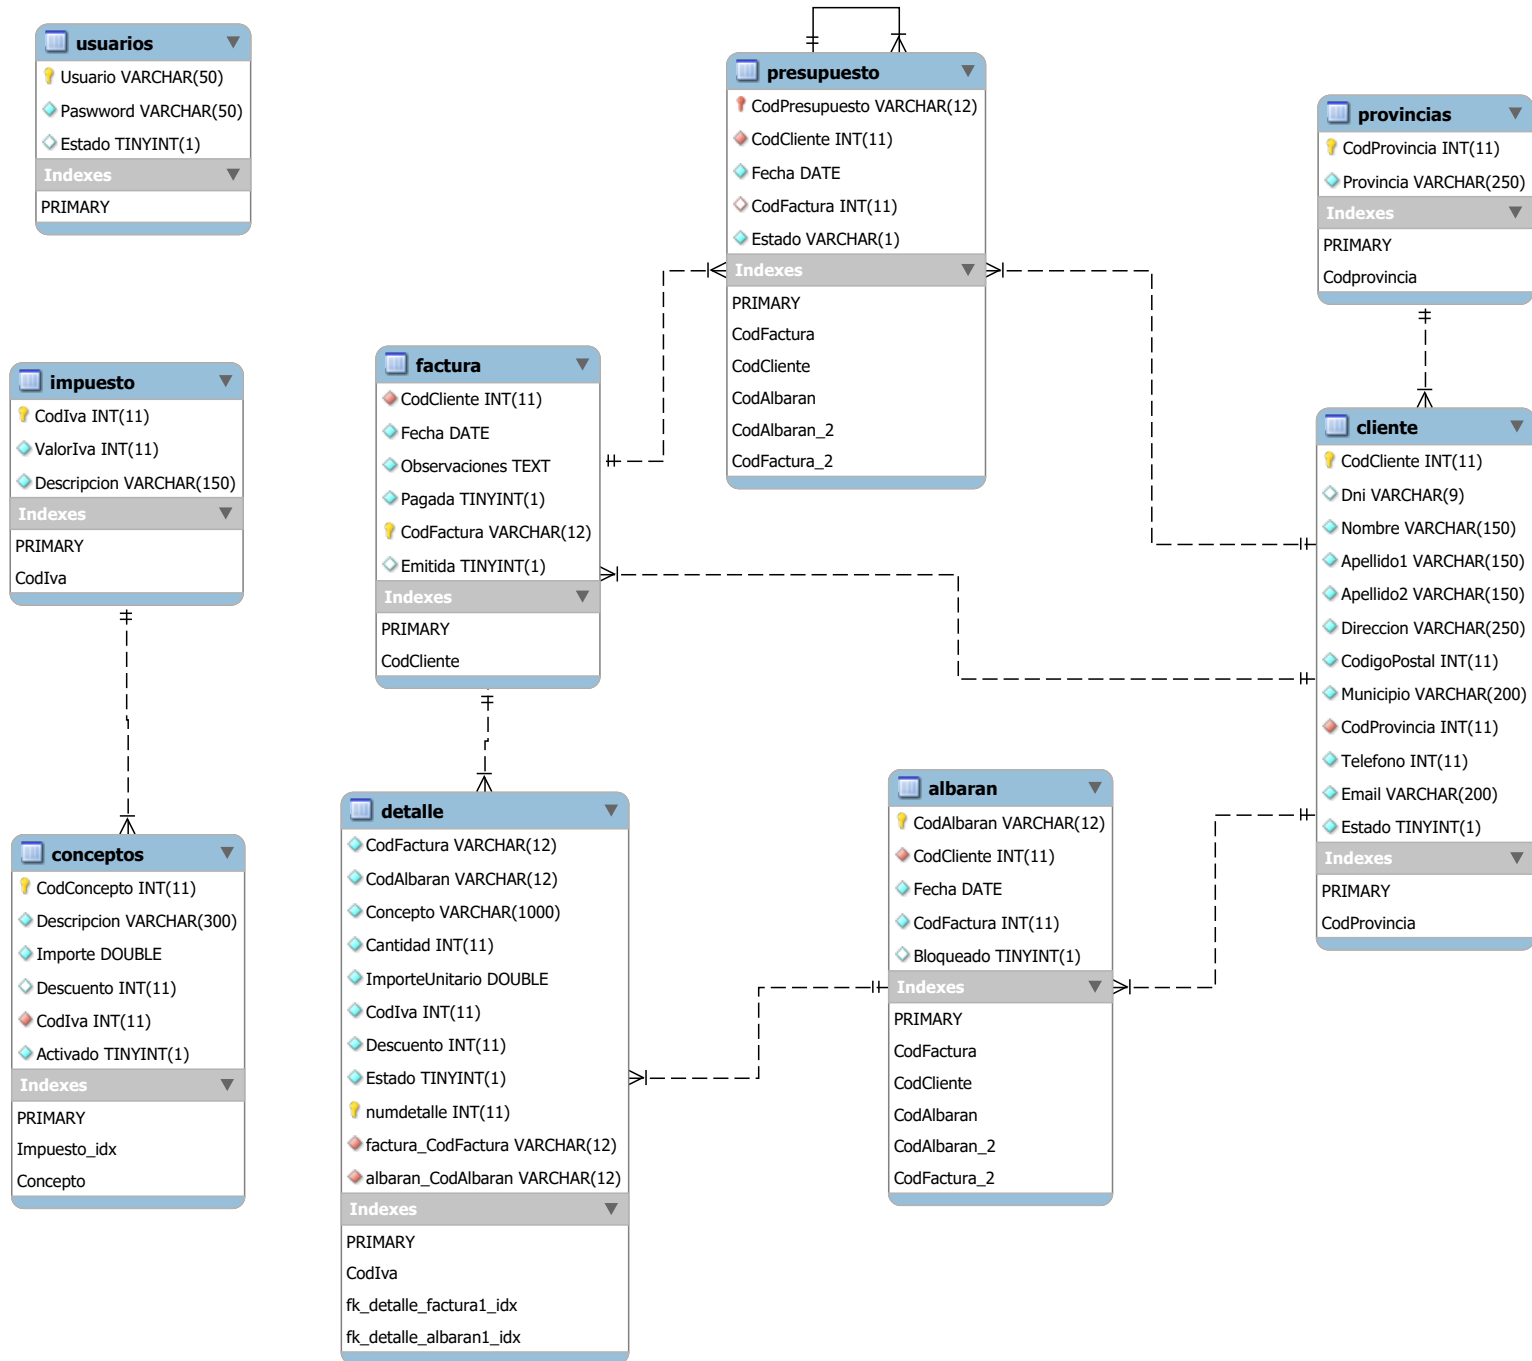 usuarios
Usuario VARCHAR(50)
Paswword VARCHAR(50)
Estado TINYINT(1)
Indexes
PRIMARY
presupuesto
CodPresupuesto VARCHAR(12)
CodCliente INT(11)
Fecha DATE
CodFactura INT(11)
Estado VARCHAR(1)
Indexes
PRIMARY
CodFactura
CodCliente
CodAlbaran
CodAlbaran_2
CodFactura_2
provincias
CodProvincia INT(11)
Provincia VARCHAR(250)
Indexes
PRIMARY
Codprovincia
impuesto
CodIva INT(11)
ValorIva INT(11)
Descripcion VARCHAR(150)
Indexes
PRIMARY
CodIva
factura
CodCliente INT(11)
Fecha DATE
Observaciones TEXT
Pagada TINYINT(1)
CodFactura VARCHAR(12)
Emitida TINYINT(1)
Indexes
PRIMARY
CodCliente
cliente
CodCliente INT(11)
Dni VARCHAR(9)
Nombre VARCHAR(150)
Apellido1 VARCHAR(150)
Apellido2 VARCHAR(150)
Direccion VARCHAR(250)
CodigoPostal INT(11)
Municipio VARCHAR(200)
CodProvincia INT(11)
Telefono INT(11)
Email VARCHAR(200)
Estado TINYINT(1)
Indexes
PRIMARY
CodProvincia
conceptos
CodConcepto INT(11)
Descripcion VARCHAR(300)
Importe DOUBLE
Descuento INT(11)
CodIva INT(11)
Activado TINYINT(1)
Indexes
PRIMARY
Impuesto_idx
Concepto
detalle
CodFactura VARCHAR(12)
CodAlbaran VARCHAR(12)
Concepto VARCHAR(1000)
Cantidad INT(11)
ImporteUnitario DOUBLE
CodIva INT(11)
Descuento INT(11)
Estado TINYINT(1)
numdetalle INT(11)
factura_CodFactura VARCHAR(12)
albaran_CodAlbaran VARCHAR(12)
Indexes
PRIMARY
CodIva
fk_detalle_factura1_idx
fk_detalle_albaran1_idx
albaran
CodAlbaran VARCHAR(12)
CodCliente INT(11)
Fecha DATE
CodFactura INT(11)
Bloqueado TINYINT(1)
Indexes
PRIMARY
CodFactura
CodCliente
CodAlbaran
CodAlbaran_2
CodFactura_2